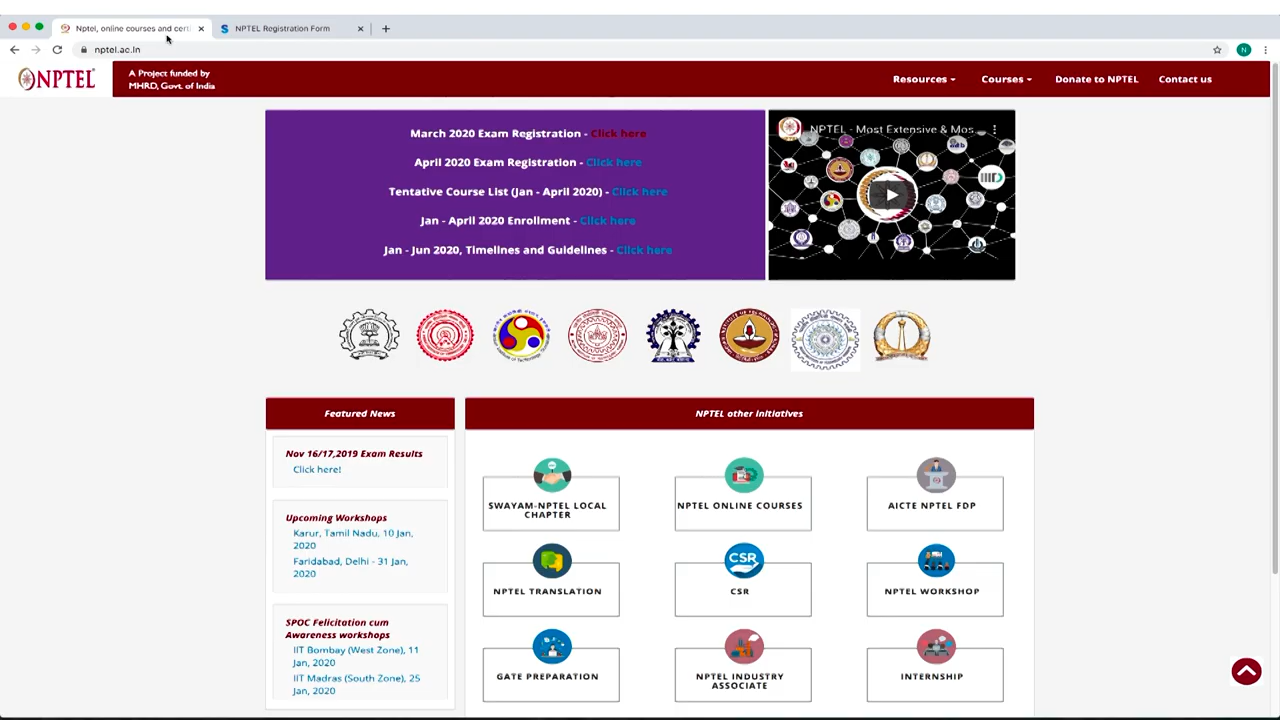 Nptel, online courses and certi
NPTEL Registration Form
nptel.ac.in
N
NPTEL
A Project funded by
MHRD, Govt. of India
Resources
Courses
Donate to NPTEL
Contact us
March 2020 Exam Registration - Click here
April 2020 Exam Registration - Click here
Tentative Course List (Jan - April 2020) - Click here
Jan - April 2020 Enrollment - Click here
Jan - Jun 2020, Timelines and Guidelines - Click here
NPTEL - Most Extensive & Mos...
Featured News
Nov 16/17,2019 Exam Results
Click here!
Upcoming Workshops
Karur, Tamil Nadu, 10 Jan,
2020
Faridabad, Delhi - 31 Jan,
2020
SPOC Felicitation cum
Awareness workshops
IIT Bombay (West Zone), 11
Jan, 2020
IIT Madras (South Zone), 25
Jan, 2020
NPTEL other initiatives
SWAYAM-NPTEL LOCAL
CHAPTER
NPTEL ONLINE COURSES
AICTE NPTEL FDP
NPTEL TRANSLATION
CSR
CSR
NPTEL WORKSHOP
GATE PREPARATION
NPTEL INDUSTRY
ASSOCIATE
INTERNSHIP